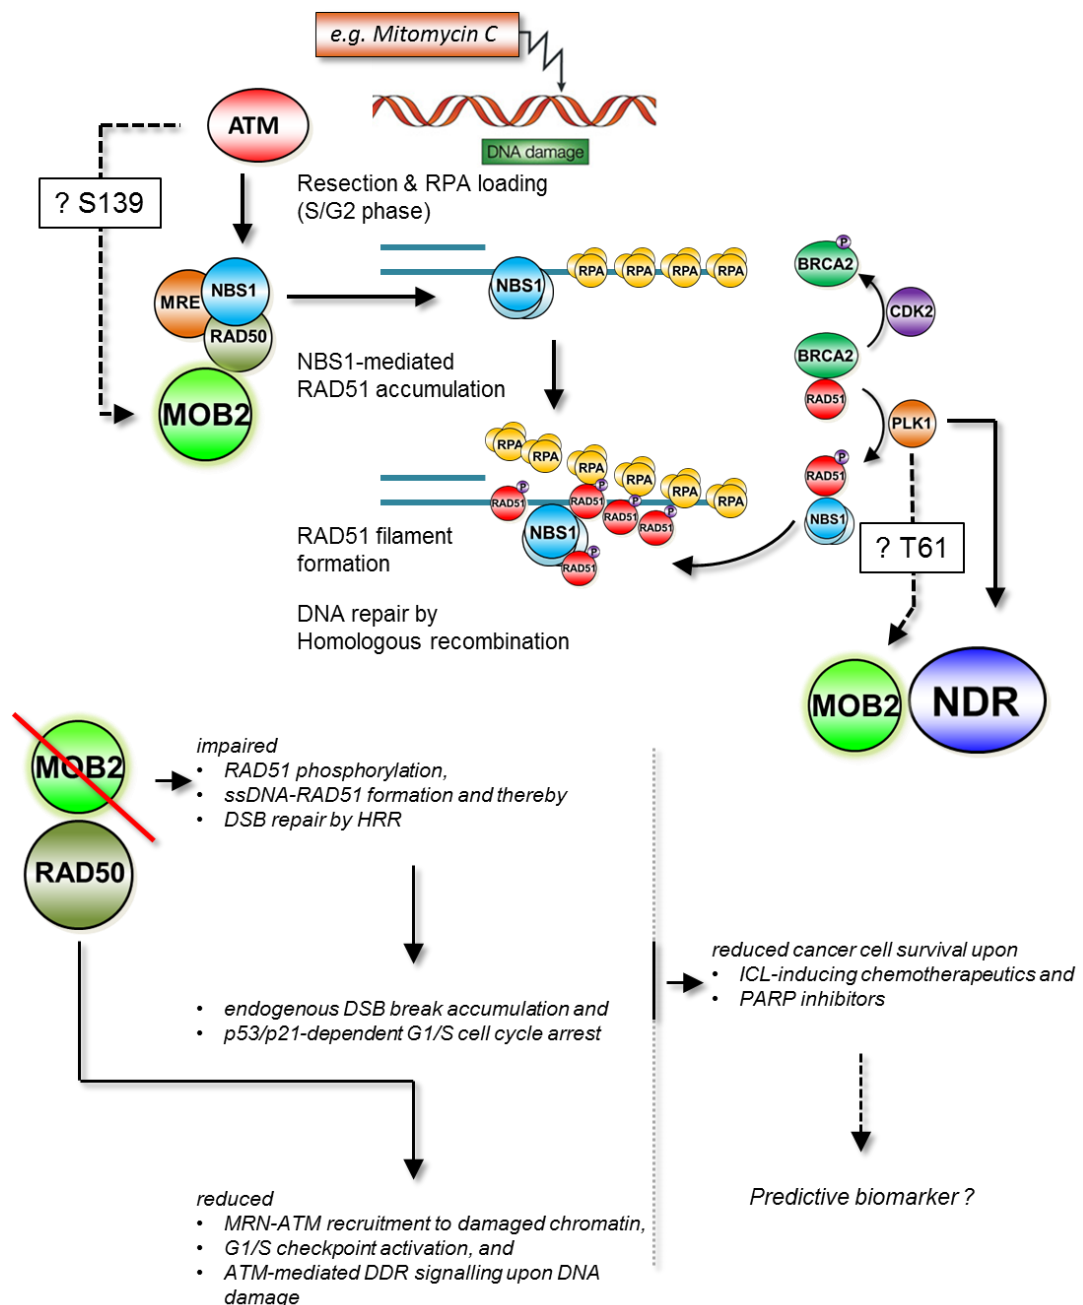 e.g. Mitomycin C
ATM
DNA damage
? S139
Resection & RPA loading
(S/G2 phase)
MRE
NBS1
RAD50
MOB2
NBS1
RPA
RPA
RPA
RPA
P
BRCA2
CDK2
BRCA2
RAD51
PLK1
NBS1-mediated
RAD51 accumulation
RPA
RPA
RPA
RPA
RPA
RPA
P
RAD51
P
RAD51
P
RAD51
P
RAD51
NBS1
P
RAD51
P
RAD51
NBS1
? T61
RAD51 filament
formation
DNA repair by
Homologous recombination
MOB2
NDR
MOB2
RAD50
impaired
• RAD51 phosphorylation,
• ssDNA-RAD51 formation and thereby
• DSB repair by HRR
• endogenous DSB break accumulation and
• p53/p21-dependent G1/S cell cycle arrest
reduced cancer cell survival upon
• ICL-inducing chemotherapeutics and
• PARP inhibitors
Predictive biomarker ?
reduced
• MRN-ATM recruitment to damaged chromatin,
• G1/S checkpoint activation, and
• ATM-mediated DDR signalling upon DNA
damage